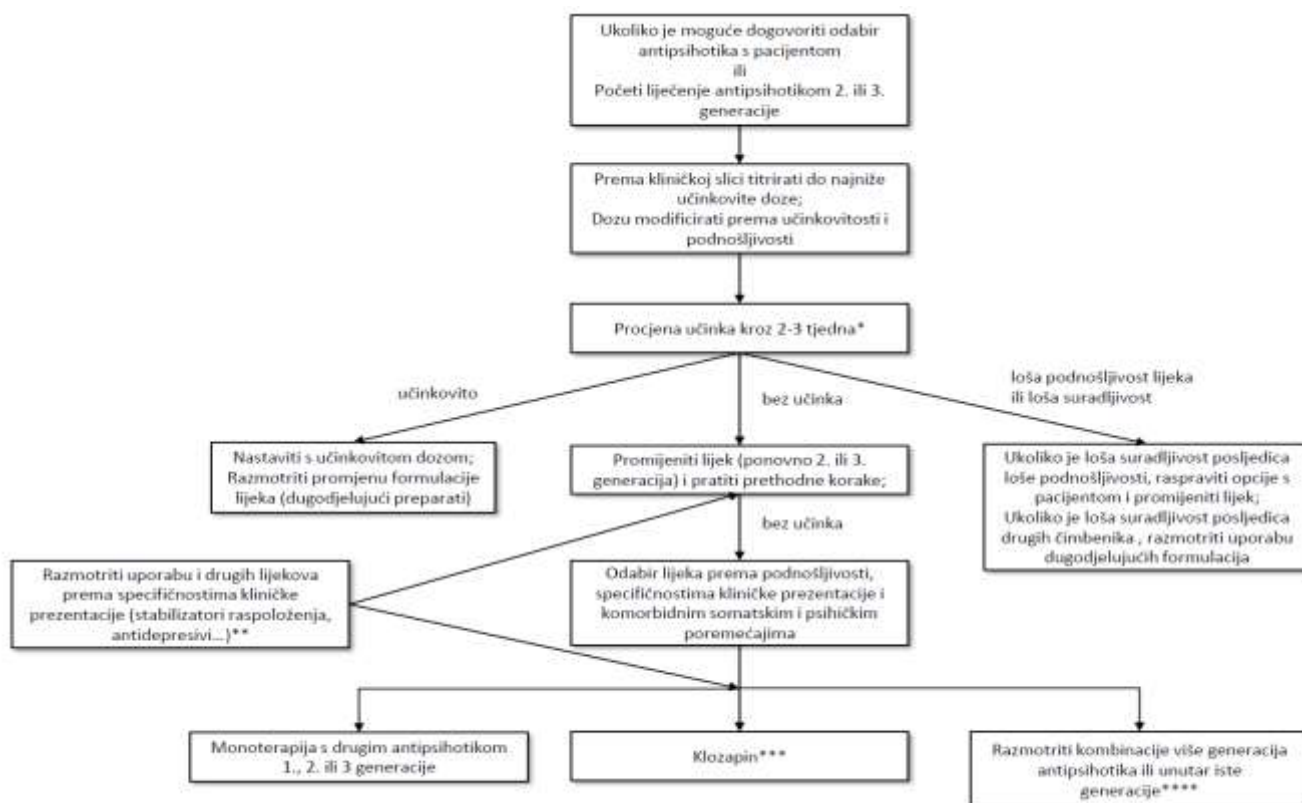 Ukoliko je moguće dogovoriti odabir
antipsihotika s pacijentom
ili
Početi liječenje antipsihotikom 2. ili 3.
generacije
Prema kliničkoj slici titrirati do najniže
učinkovite doze;
Dozu modificirati prema učinkovitosti i
podnošljivosti
Procjena učinka kroz 2-3 tjedna*
učinkovito
bez učinka
loša podnošljivost lijeka
ili loša suradljivost
Nastaviti s učinkovitom dozom;
Razmotriti promjenu formulacije
lijeka (dugodjelujući preparati)
Promijeniti lijek (ponovno 2. ili 3.
generacija) i pratiti prethodne korake;
Ukoliko je loša suradljivost posljedica
loše podnošljivosti, raspraviti opcije s
pacijentom i promijeniti lijek;
Ukoliko je loša suradljivost posljedica
drugih čimbenika , razmotriti uporabu
dugodjelujućih formulacija
bez učinka
Razmotriti uporabu i drugih lijekova
prema specifičnostima kliničke
prezentacije (stabilizatori raspoloženja,
antidepresivi...)**
Odabir lijeka prema podnošljivosti,
specifičnostima kliničke prezentacije i
komorbidnim somatskim i psihičkim
poremećajima
Monoterapija s drugim antipsihotikom
1., 2. ili 3 generacije
Klozapin***
Razmotriti kombinacije više generacija
antipsihotika ili unutar iste
generacije****